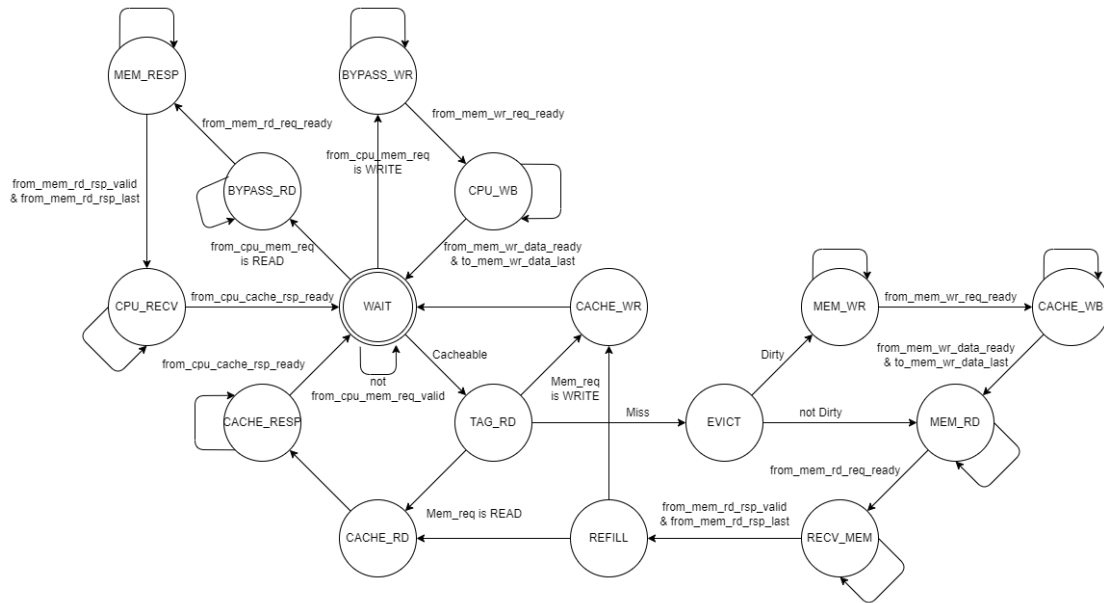 MEM_RESP
BYPASS_WR
from_mem_rd_req_ready
from_mem_wr_req_ready
from_cpu_mem_req
is WRITE
from_mem_rd_rsp_valid
& from_mem_rd_rsp_last
BYPASS_RD
CPU_WB
from_cpu_mem_req
is READ
from_mem_wr_data_ready
& to_mem_wr_data_last
CPU_RECV
from_cpu_cache_rsp_ready
WAIT
CACHE_WR
MEM_WR
from_mem_wr_req_ready
CACHE_WB
from_cpu_cache_rsp_ready
Cacheable
not
from_cpu_mem_req_valid
Mem_req
is WRITE
Dirty
from_mem_wr_data_ready
& to_mem_wr_data_last
CACHE_RESP
TAG_RD
Miss
EVICT
not Dirty
MEM_RD
from_mem_rd_req_ready
Mem_req is READ
from_mem_rd_rsp_valid
& from_mem_rd_rsp_last
CACHE_RD
REFILL
RECV_MEM